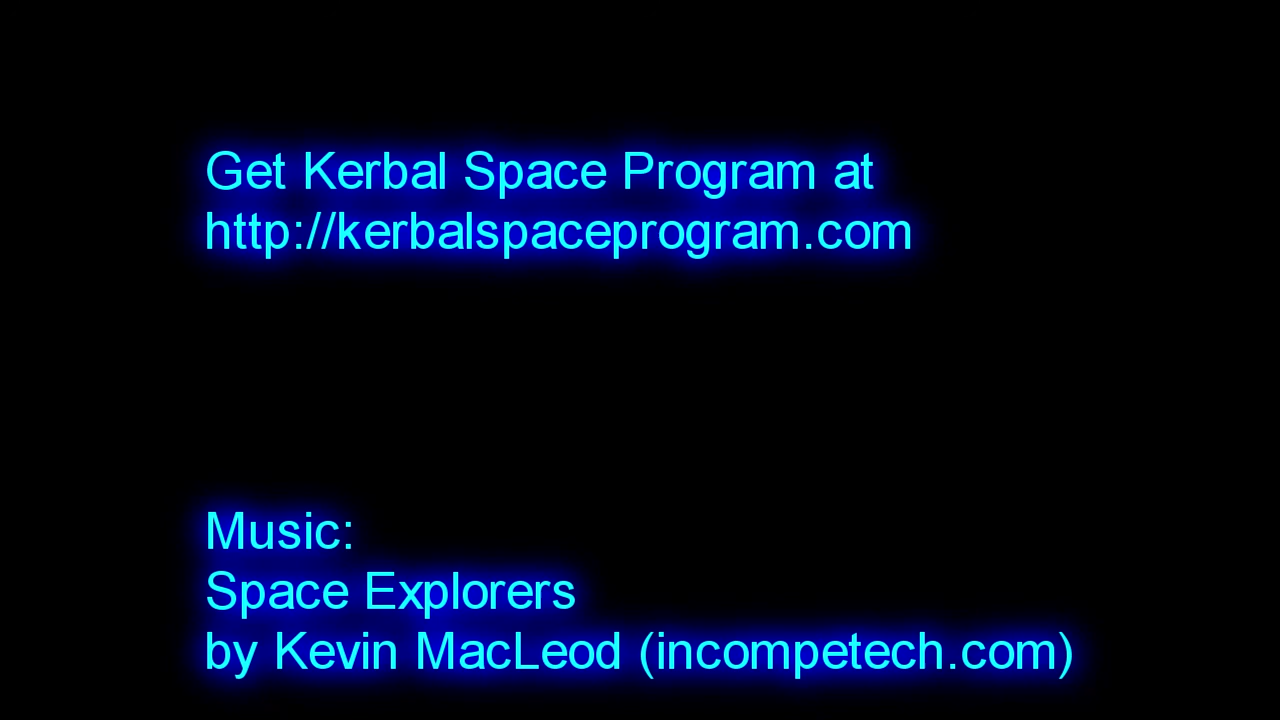 Get Kerbal Space Program at
http://kerbalspaceprogram.com
Music:
Space Explorers
by Kevin MacLeod (incompetech.com)